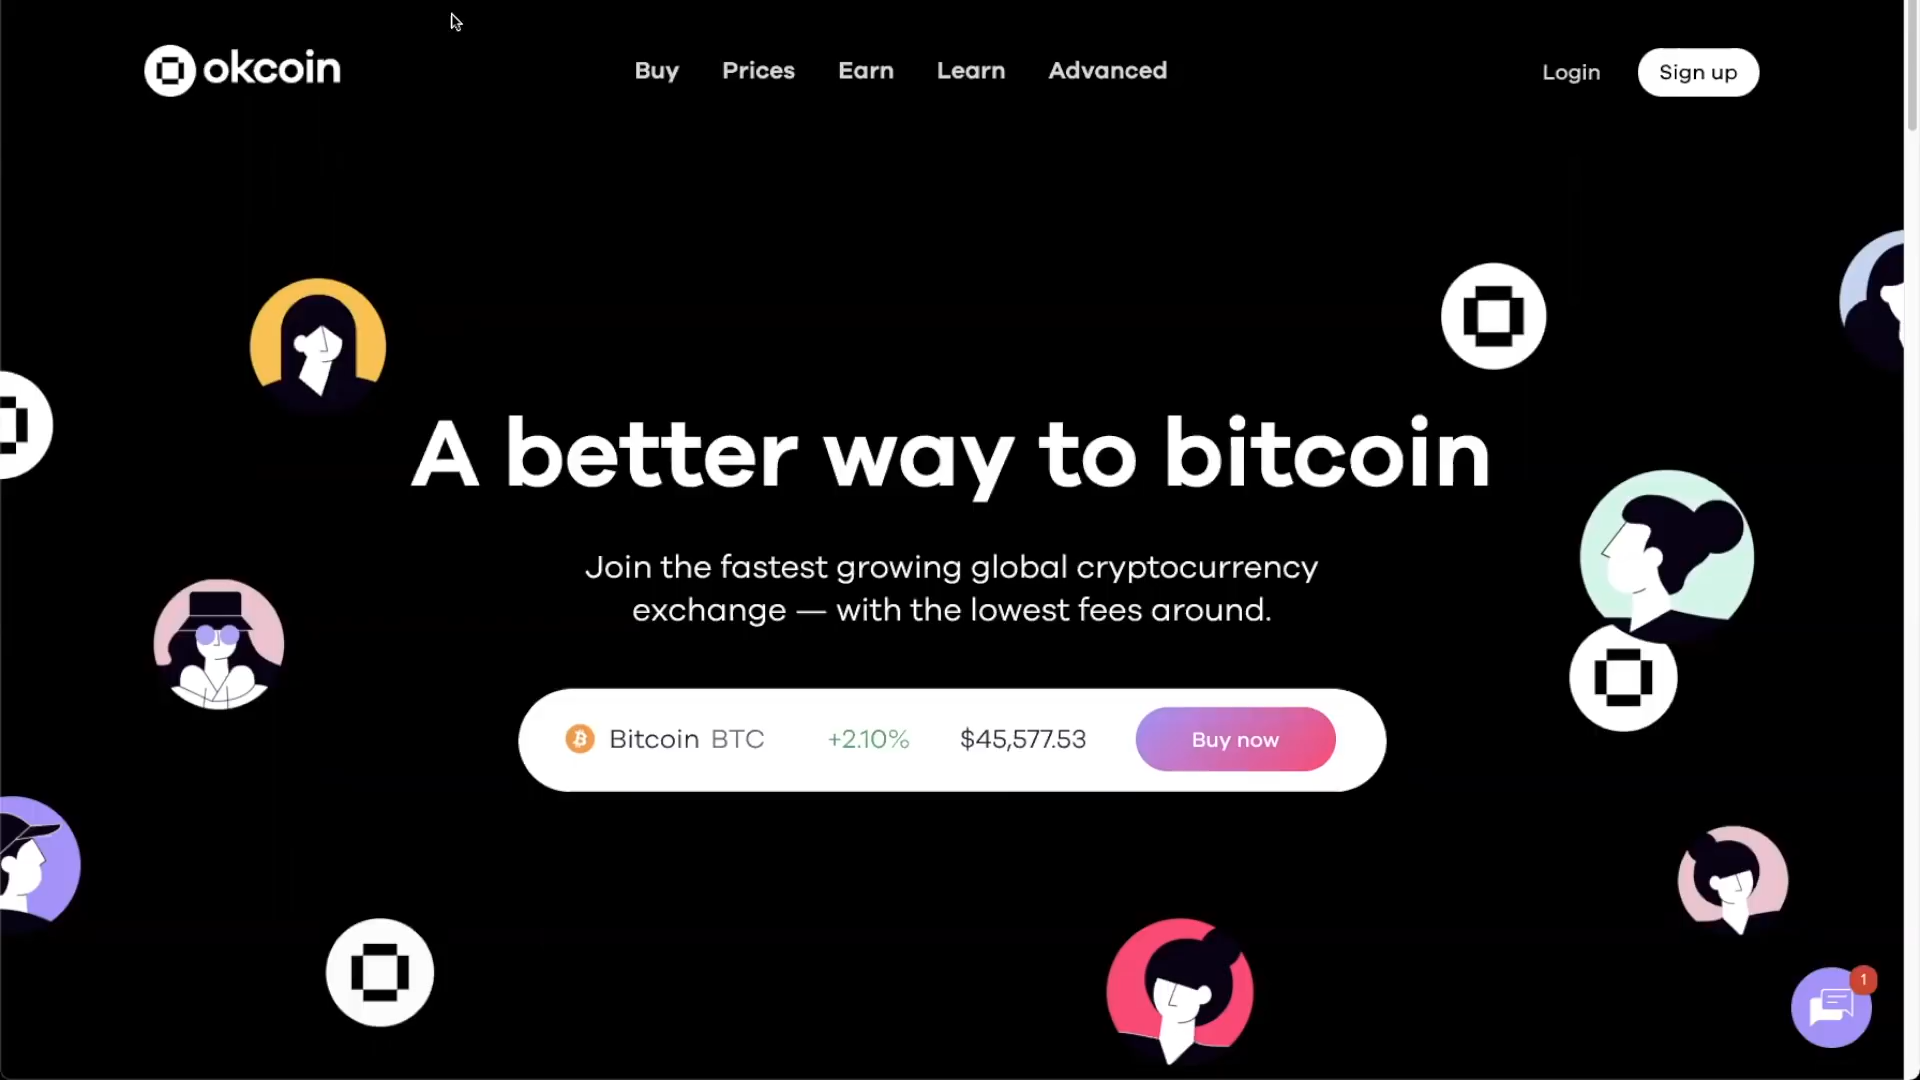 okcoin
Buy Prices Earn Learn Advanced
Login Sign up
A better way to bitcoin
Join the fastest growing global cryptocurrency
exchange — with the lowest fees around.
Bitcoin BTC +2.10% $45,577.53 Buy now
1